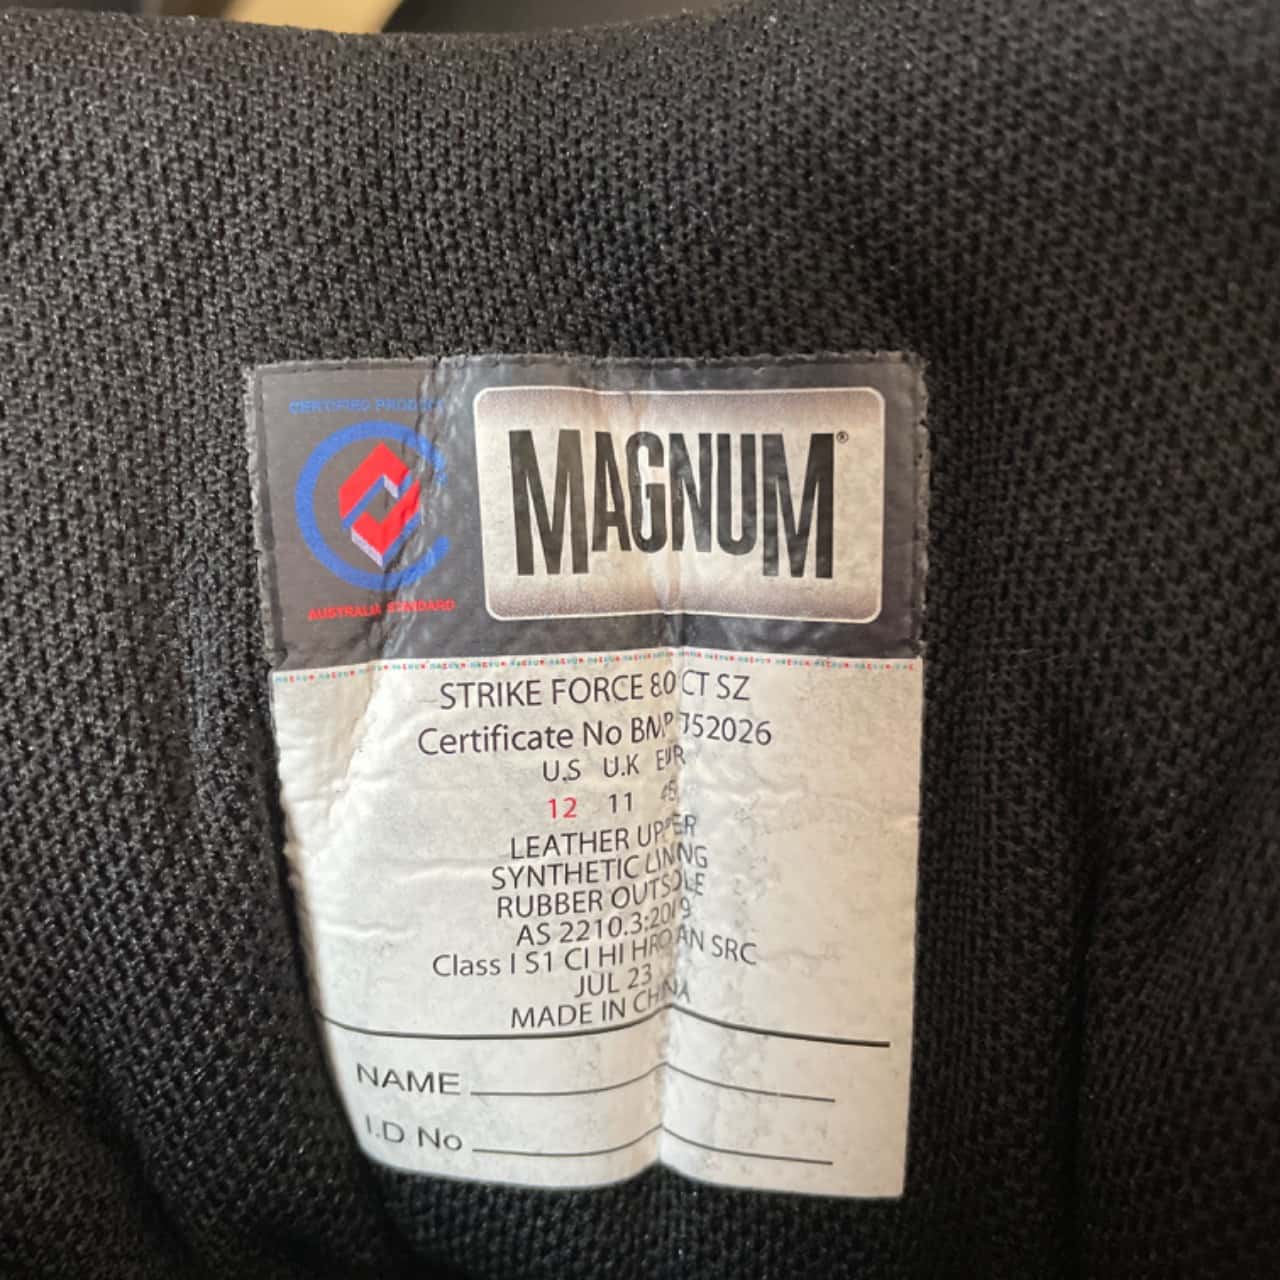 CERTIFIED PRODUCT
AUSTRALIA STANDARD
MAGNUM®
STRIKE FORCE 8.0 CT SZ
Certificate No BMP 752026
U.S U.K EUR
12 11
LEATHER UPPER
SYNTHETIC LINING
RUBBER OUTSOLE
AS 2210.3:2019
Class I S1 CI HI HRO AN SRC
JUL 23
MADE IN CHINA
NAME
I.D No